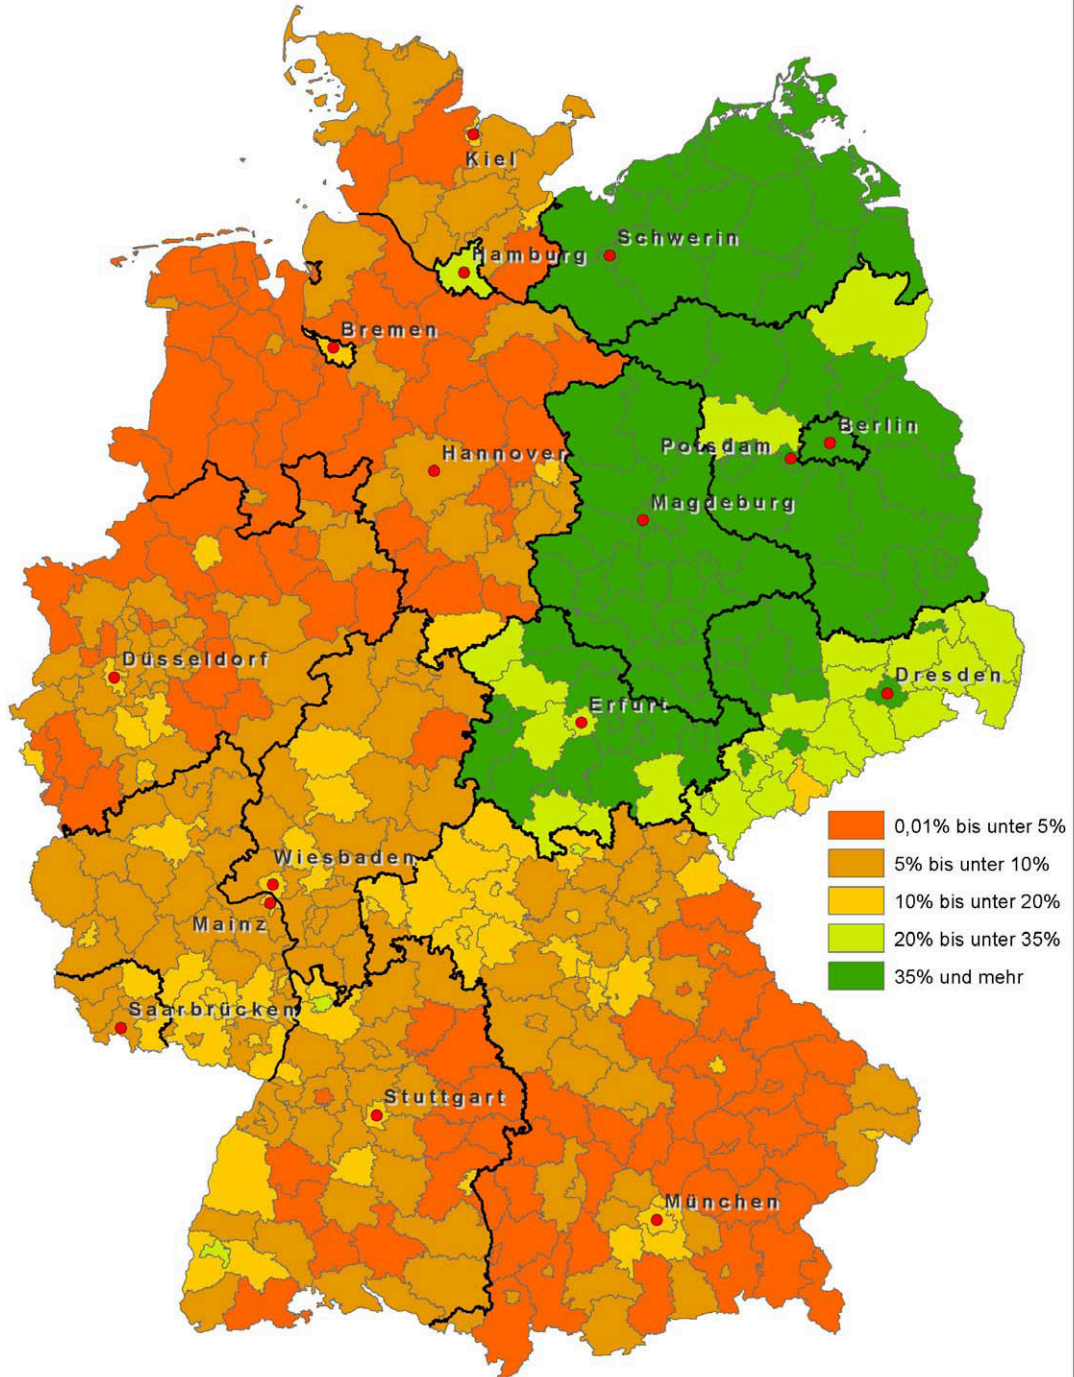 Kiel
Schwerin
Hamburg
Bremen
Berlin
Potsdam
Hannover
Magdeburg
Düsseldorf
Dresden
Erfurt
Wiesbaden
Mainz
Saarbrücken
Stuttgart
München
0,01% bis unter 5%
5% bis unter 10%
10% bis unter 20%
20% bis unter 35%
35% und mehr